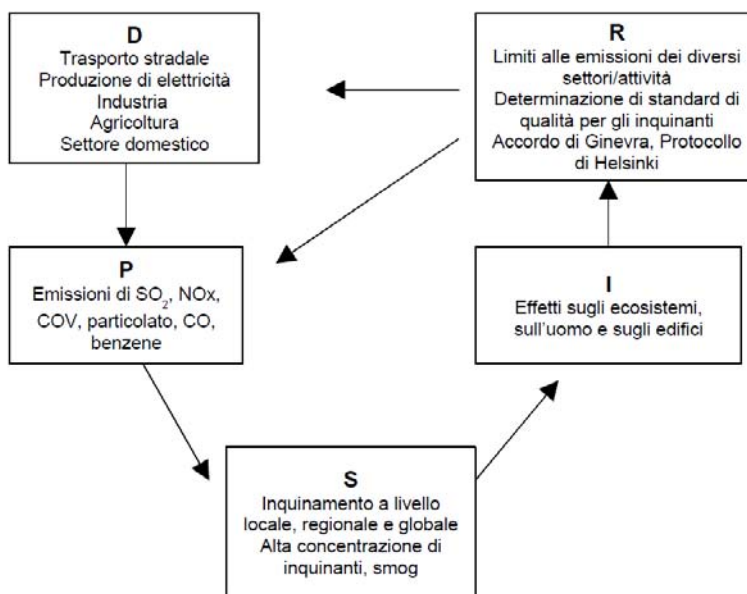 D
Trasporto stradale
Produzione di elettricità
Industria
Agricoltura
Settore domestico
R
Limiti alle emissioni dei diversi
settori/attività
Determinazione di standard di
qualità per gli inquinanti
Accordo di Ginevra, Protocollo
di Helsinki
P
Emissioni di SO₂, NOx,
COV, particolato, CO,
benzene
I
Effetti sugli ecosistemi,
sull'uomo e sugli edifici
S
Inquinamento a livello
locale, regionale e globale
Alta concentrazione di
inquinanti, smog